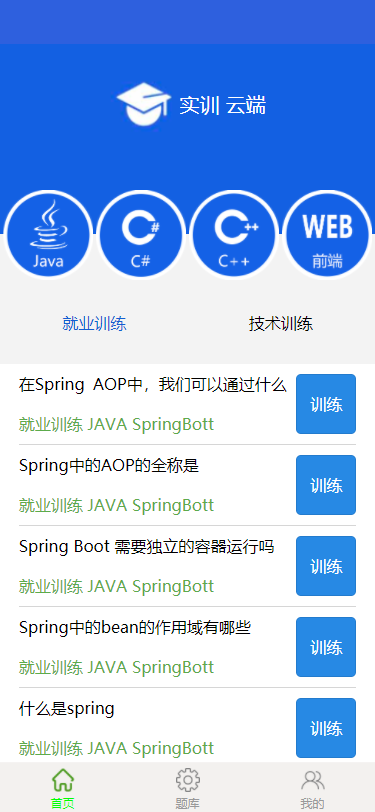 实训 云端
Java
C#
C++
WEB
前端
就业训练
技术训练
在Spring  AOP中，我们可以通过什么
训练
就业训练 JAVA SpringBott
Spring中的AOP的全称是
训练
就业训练 JAVA SpringBott
Spring Boot 需要独立的容器运行吗
训练
就业训练 JAVA SpringBott
Spring中的bean的作用域有哪些
训练
就业训练 JAVA SpringBott
什么是spring
训练
就业训练 JAVA SpringBott
首页
题库
我的